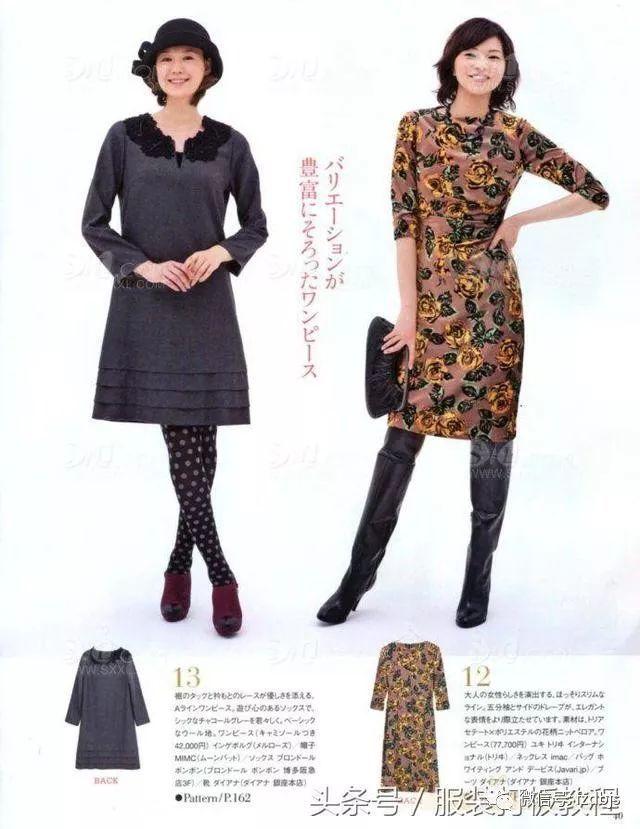 バリエーションが
豊富にそろったワンピース
13
裾のタックと衿もとのレースが優しさを添える、
Aラインワンピース。遊び心のあるソックスで、
シックなチャコールグレーを若々しく。ベーシック
なウール地。ワンピース(キャミソールつき
42,000円) インゲボルグ(メルローズ)/帽子
MIMC(ムーンバット)/ソックス ブロンドール
ボンボン(ブロンドール ボンボン 博多阪急
店3F)/靴 ダイアナ(ダイアナ 銀座本店)
●Pattern/P.162
BACK
12
大人の女性らしさを演出する、ほっそりスリムな
ライン。五分袖とサイドのドレープが、エレガント
な表情をより際立たせています。素材は、トリア
セテート×ポリエステルの花柄ニットベロア。ワ
ンピース(77,700円) ユキ トリヰ インターナショ
ナル(トリヰ)/ネックレス imac/バッグ ホ
ワイティング アンド デービス(Javari.jp)/ブー
ツ ダイアナ(ダイアナ 銀座本店)
BACK
头条号/服装打板教程
40